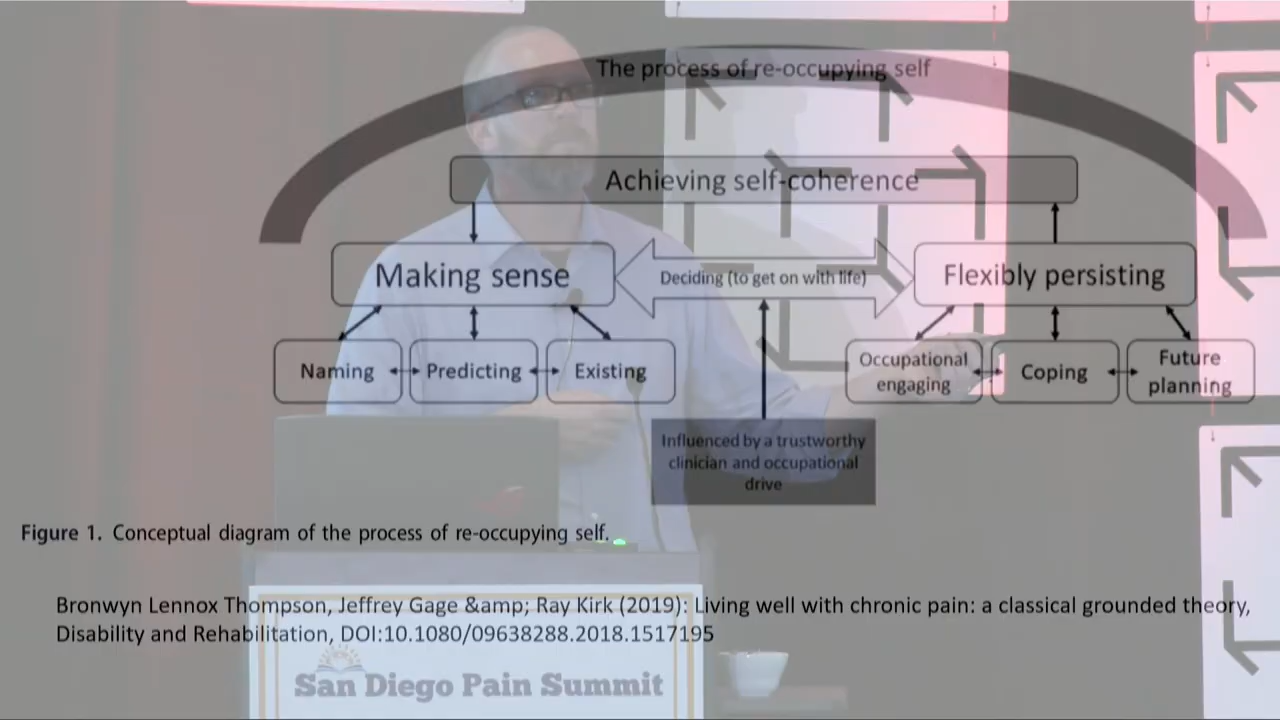 The process of re-occupying self
Achieving self-coherence
Making sense
Deciding (to get on with life)
Flexibly persisting
Naming
Predicting
Existing
Occupational
engaging
Coping
Future
planning
Influenced by a trustworthy
clinician and occupational
drive
Figure 1. Conceptual diagram of the process of re-occupying self.
Bronwyn Lennox Thompson, Jeffrey Gage &amp; Ray Kirk (2019): Living well with chronic pain: a classical grounded theory,
Disability and Rehabilitation, DOI:10.1080/09638288.2018.1517195
San Diego Pain Summit